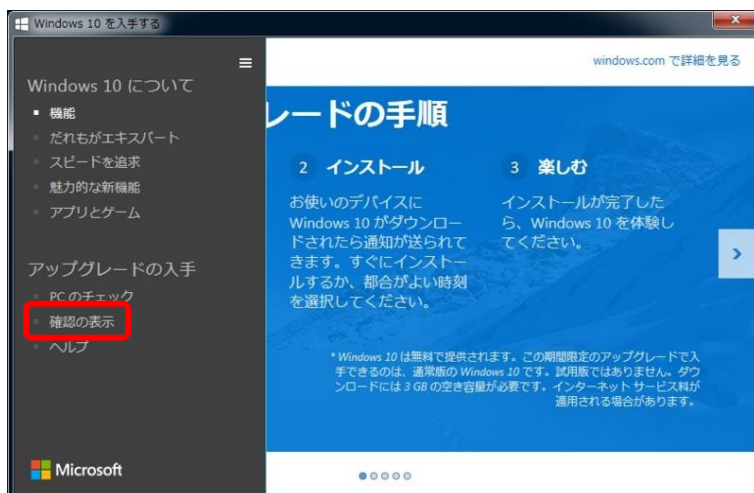 Windows 10 を入手する
windows.com で詳細を見る
Windows 10 について
機能
だれもがエキスパート
スピードを追求
魅力的な新機能
アプリとゲーム
アップグレードの入手
PC のチェック
確認の表示
ヘルプ
Microsoft
レードの手順
2 インストール
お使いのデバイスに
Windows 10 がダウンロー
ドされたら通知が送られて
きます。すぐにインストー
ルするか、都合がよい時刻
を選択してください。
3 楽しむ
インストールが完了した
ら、Windows 10 を体験し
てください。
* Windows 10 は無料で提供されます。この期間限定のアップグレードで入
手できるのは、通常版の Windows 10 です。試用版ではありません。ダウ
ンロードには 3 GB の空き容量が必要です。インターネット サービス料が
適用される場合があります。